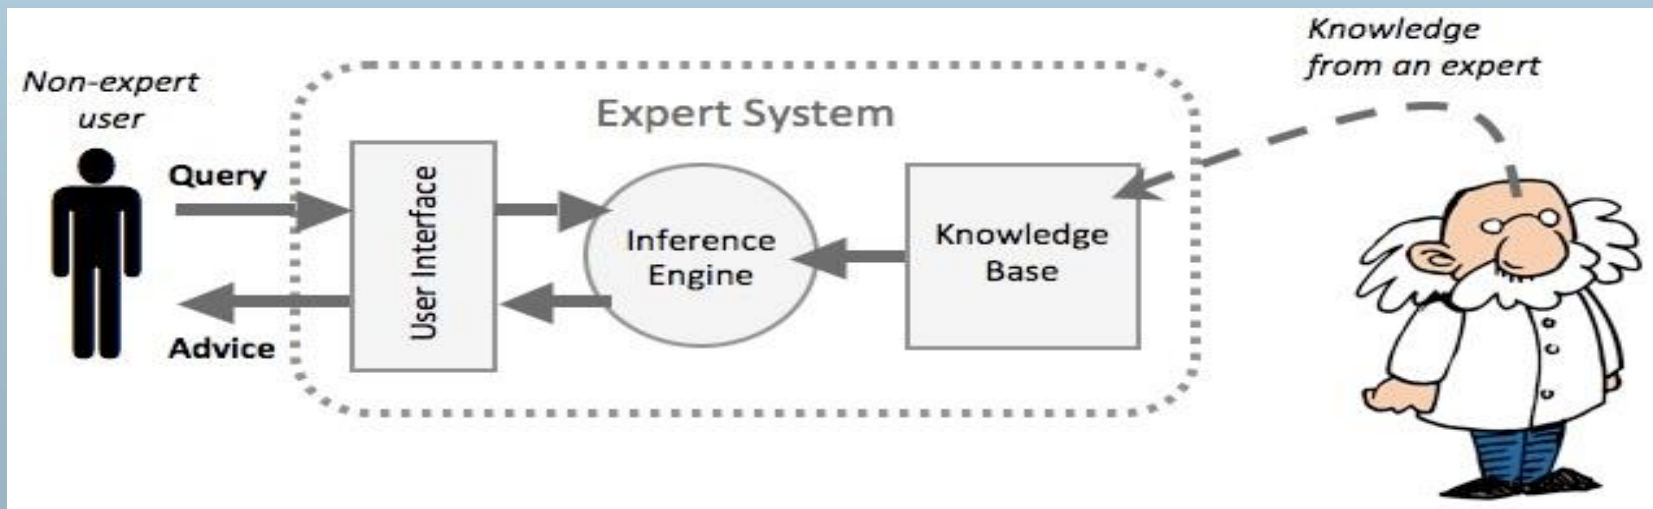 Non-expert
user
Query
Advice
Expert System
User Interface
Inference
Engine
Knowledge
Base
Knowledge
from an expert